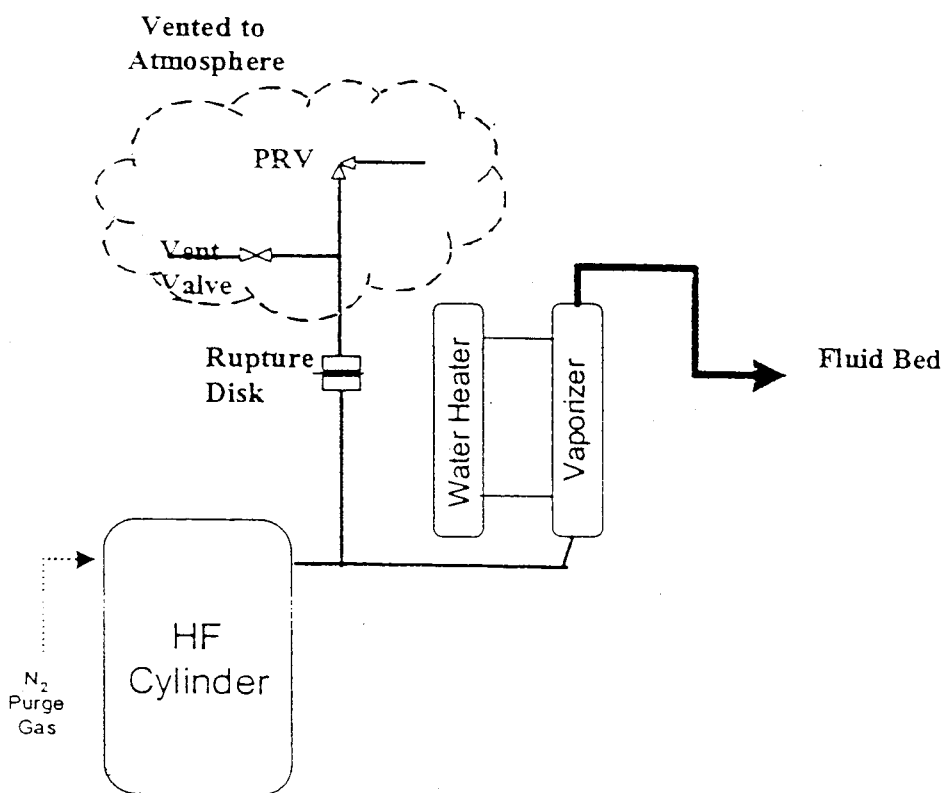 Vented to
Atmosphere
PRV
Vent
Valve
Rupture
Disk
Water Heater
Vaporizer
Fluid Bed
HF
Cylinder
N₂
Purge
Gas